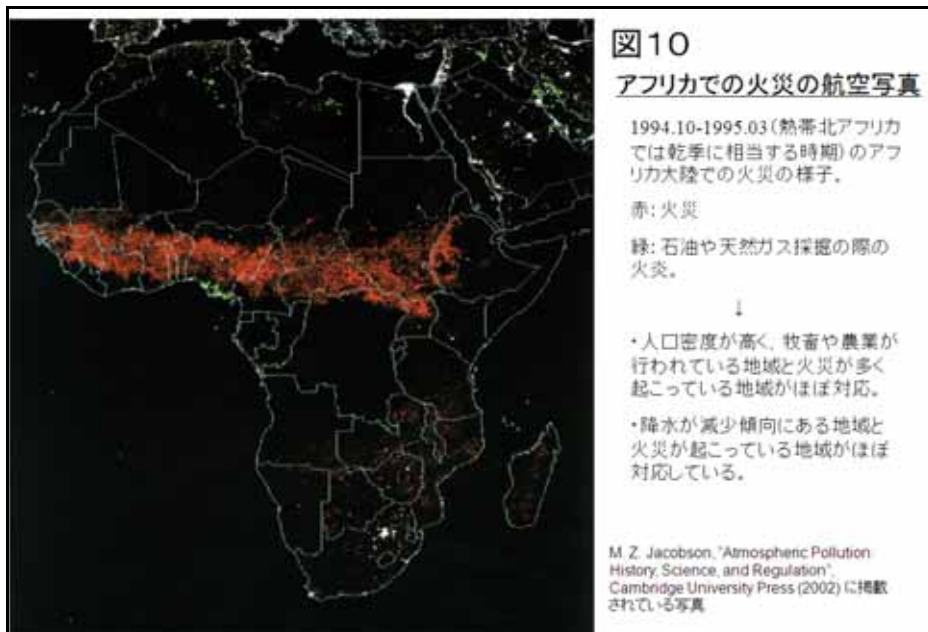 図10
アフリカでの火災の航空写真
1994.10-1995.03(熱帯北アフリカ
では乾季に相当する時期)のアフ
リカ大陸での火災の様子。
赤:火災
緑:石油や天然ガス採掘の際の
火炎。
↓
・人口密度が高く、牧畜や農業が
行われている地域と火災が多く
起こっている地域がほぼ対応。
・降水が減少傾向にある地域と
火災が起こっている地域がほぼ
対応している。
M. Z. Jacobson, "Atmospheric Pollution
History, Science, and Regulation",
Cambridge University Press (2002) に掲載
されている写真